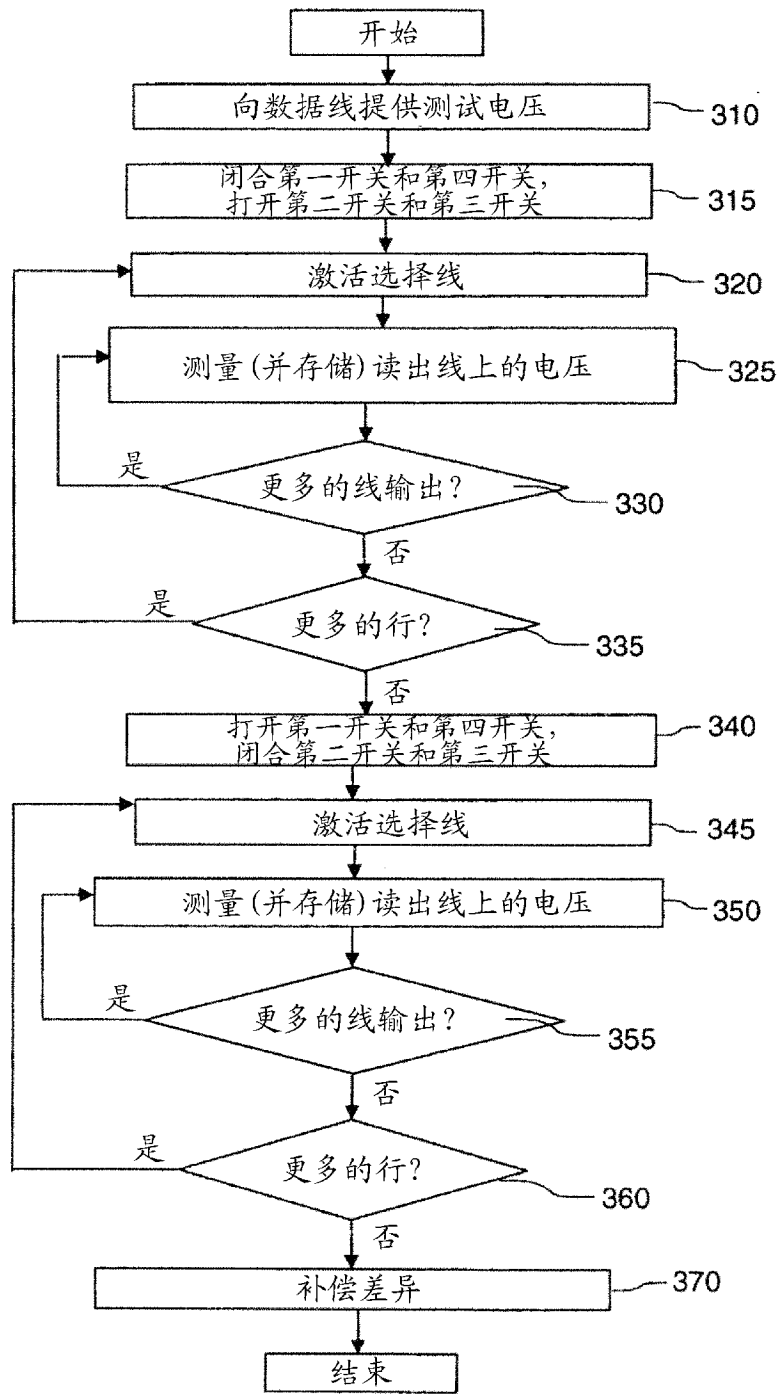 开始
向数据线提供测试电压
310
闭合第一开关和第四开关,
打开第二开关和第三开关
315
激活选择线
320
测量(并存储)读出线上的电压
325
是
更多的线输出?
330
否
是
更多的行?
335
否
打开第一开关和第四开关,
闭合第二开关和第三开关
340
激活选择线
345
测量(并存储)读出线上的电压
350
是
更多的线输出?
355
否
是
更多的行?
360
否
补偿差异
370
结束